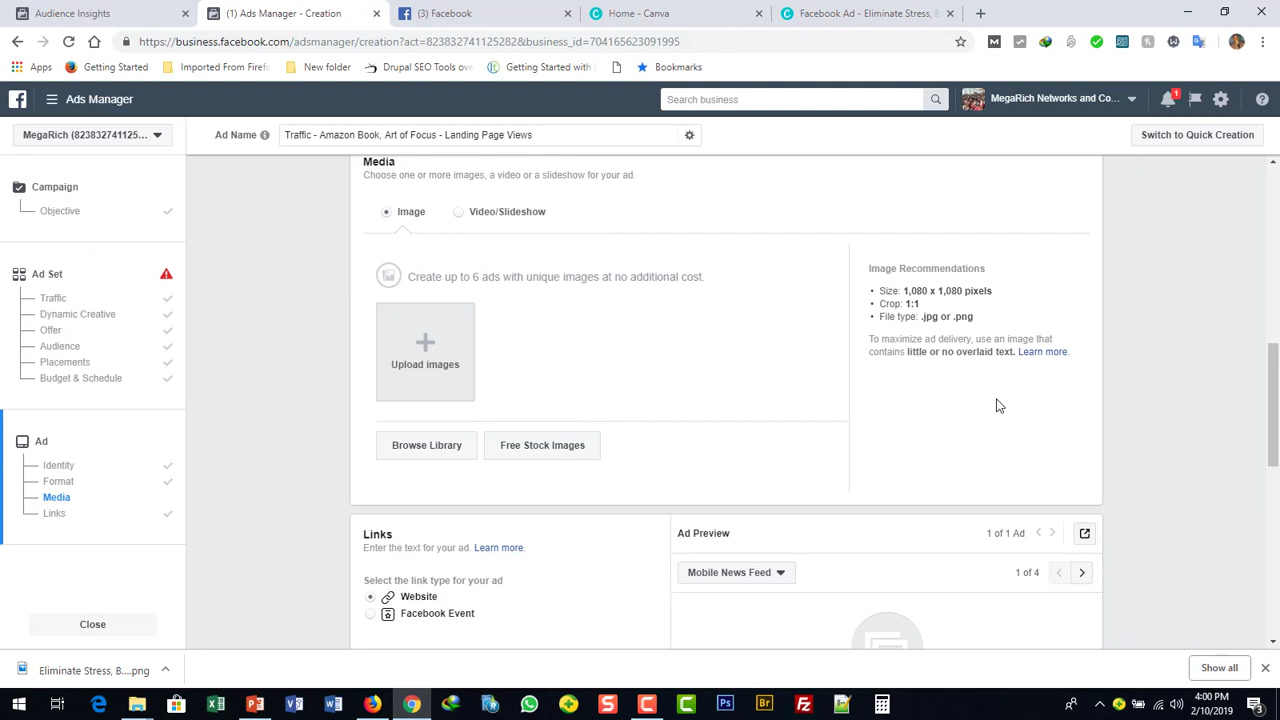 Audience Insights
(1) Ads Manager - Creation
(3) Facebook
Home - Canva
Facebook Ad - Eliminate Stress, E
https://business.facebook.com/adsmanager/creation?act=823832741125282&business_id=704165623091995
Apps
Getting Started
Imported From Firefo
New folder
Drupal SEO Tools ove
Getting Started with
Bookmarks
Ads Manager
Search business
MegaRich Networks and Co...
1
MegaRich (82383274112 5...
Ad Name
Traffic - Amazon Book, Art of Focus - Landing Page Views
Switch to Quick Creation
Campaign
Objective
Ad Set
Traffic
Dynamic Creative
Offer
Audience
Placements
Budget & Schedule
Ad
Identity
Format
Media
Links
Close
Media
Choose one or more images, a video or a slideshow for your ad.
Image
Video/Slideshow
Create up to 6 ads with unique images at no additional cost.
Upload images
Browse Library
Free Stock Images
Image Recommendations
• Size: 1,080 x 1,080 pixels
• Crop: 1:1
• File type: .jpg or .png
To maximize ad delivery, use an image that
contains little or no overlaid text. Learn more.
Links
Enter the text for your ad. Learn more.
Select the link type for your ad
Website
Facebook Event
Ad Preview
1 of 1 Ad
Mobile News Feed
1 of 4
Eliminate Stress, B....png
Show all
4:00 PM
2/10/2019